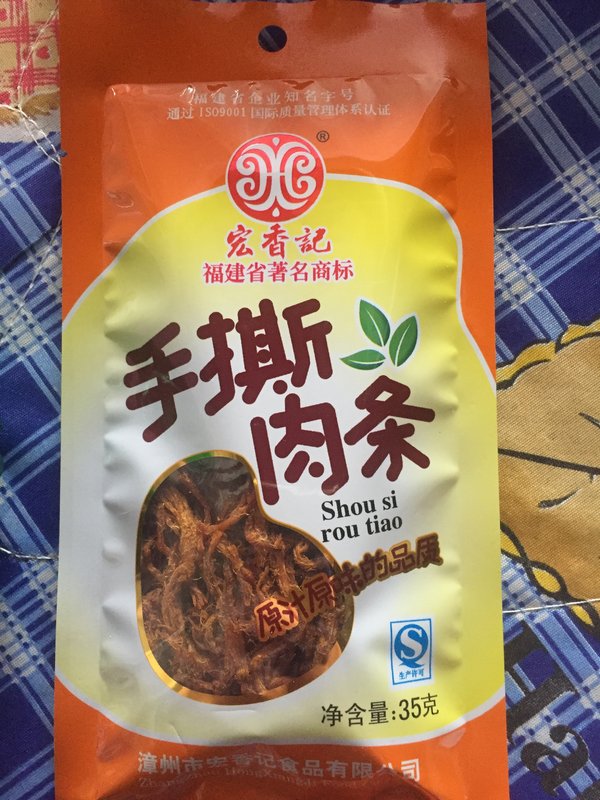 福建省企业知名字号
通过ISO9001国际质量管理体系认证
®
宏香記
福建省著名商标
手撕
肉条
Shou si
rou tiao
原汁原味的品质
生产许可
净含量:35克
漳州市宏香记食品有限公司